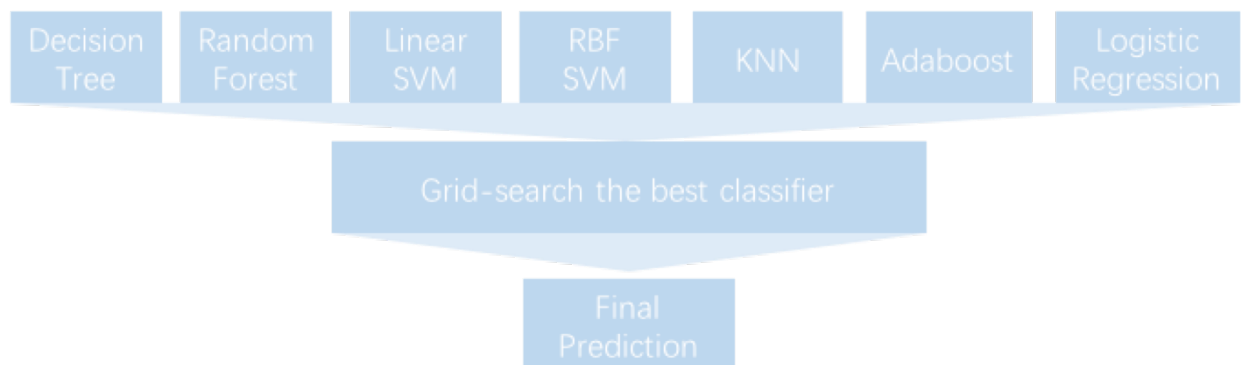 Decision
Tree
Random
Forest
Linear
SVM
RBF
SVM
KNN
Adaboost
Logistic
Regression
Grid-search the best classifier
Final
Prediction